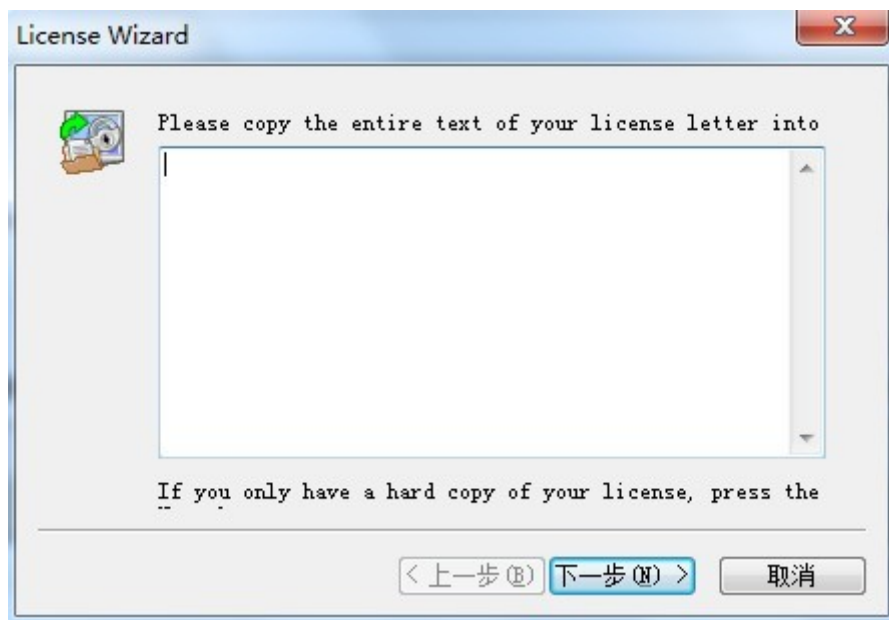 License Wizard
Please copy the entire text of your license letter into
If you only have a hard copy of your license, press the
< 上一步(B) 下一步(N) > 取消